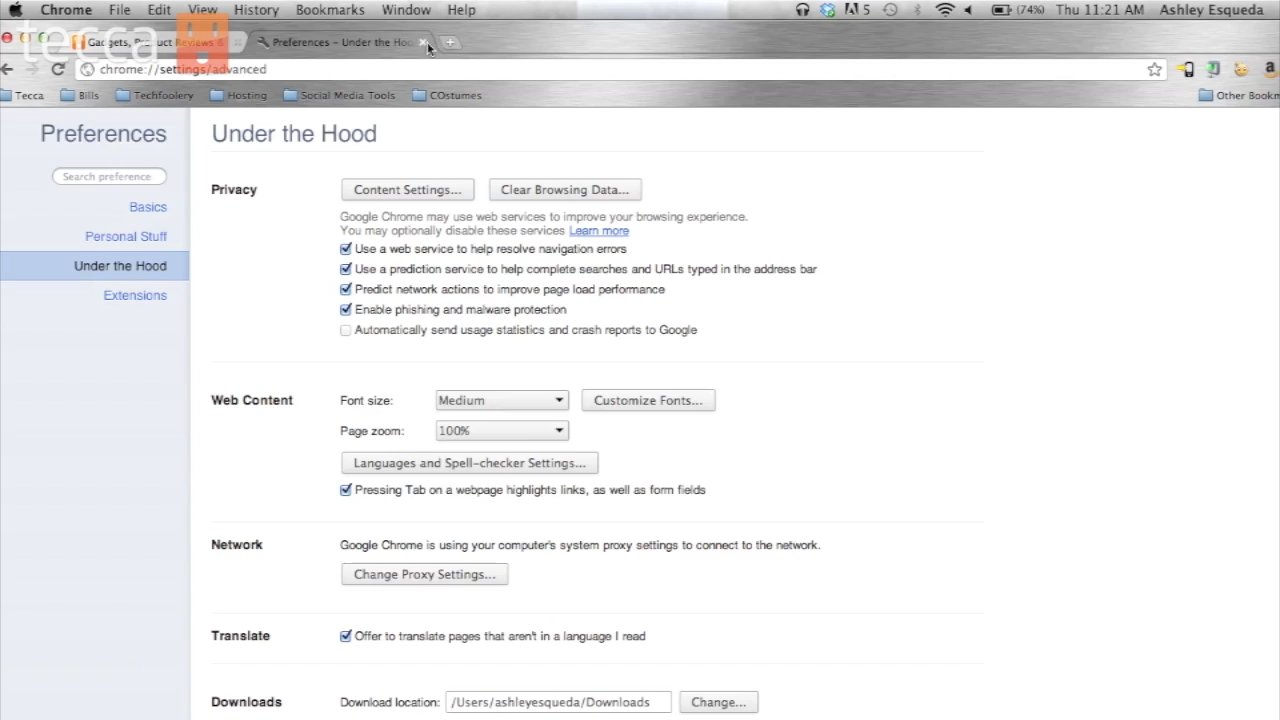 Chrome File Edit View History Bookmarks Window Help 5 (74%) Thu 11:21 AM Ashley Esqueda
tecca
Gadgets, Product Reviews &
Preferences – Under the Hoo
chrome://settings/advanced
Tecca Bills Techfoolery Hosting Social Media Tools COstumes Other Bookm
Preferences
Search preference
Basics
Personal Stuff
Under the Hood
Extensions
Under the Hood
Privacy
Content Settings... Clear Browsing Data...
Google Chrome may use web services to improve your browsing experience.
You may optionally disable these services Learn more
Use a web service to help resolve navigation errors
Use a prediction service to help complete searches and URLs typed in the address bar
Predict network actions to improve page load performance
Enable phishing and malware protection
Automatically send usage statistics and crash reports to Google
Web Content
Font size: Medium Customize Fonts...
Page zoom: 100%
Languages and Spell-checker Settings...
Pressing Tab on a webpage highlights links, as well as form fields
Network
Google Chrome is using your computer's system proxy settings to connect to the network.
Change Proxy Settings...
Translate
Offer to translate pages that aren't in a language I read
Downloads
Download location: /Users/ashleyesqueda/Downloads Change...